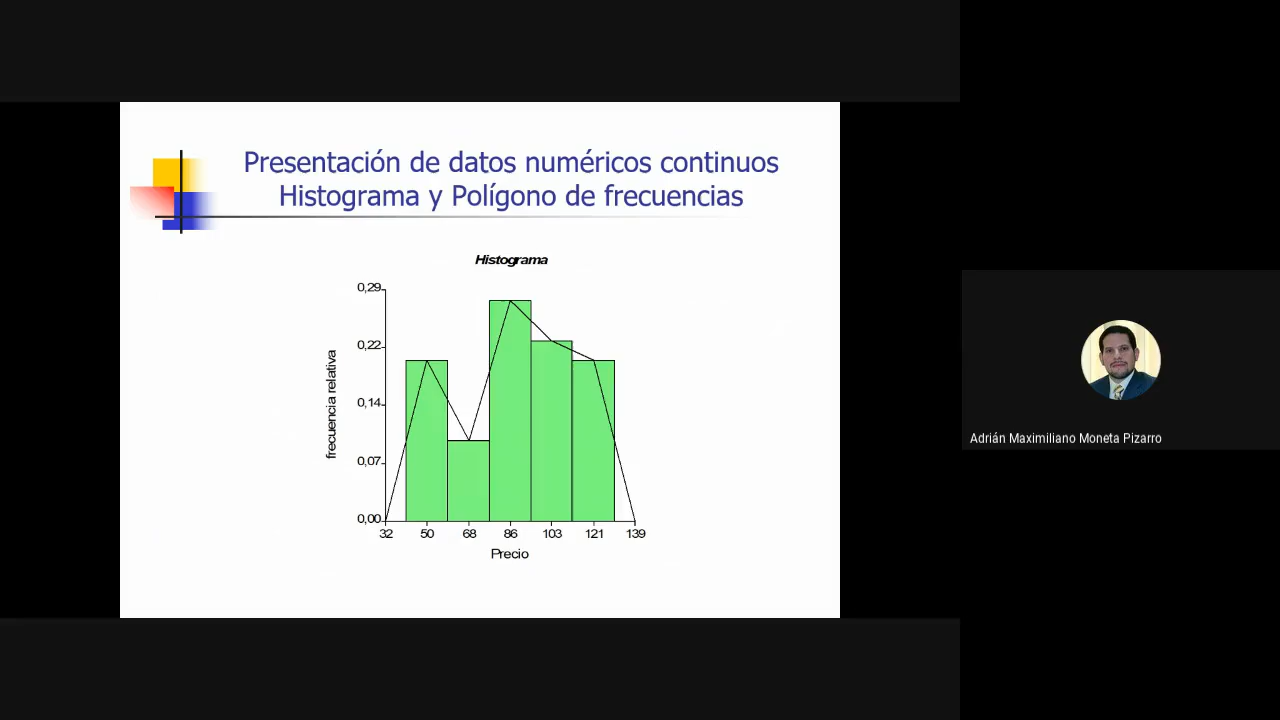 Presentación de datos numéricos continuos
Histograma y Polígono de frecuencias
Histograma
0,29
0,22
0,14
0,07
0,00
frecuencia relativa
32 50 68 86 103 121 139
Precio
Adrián Maximiliano Moneta Pizarro